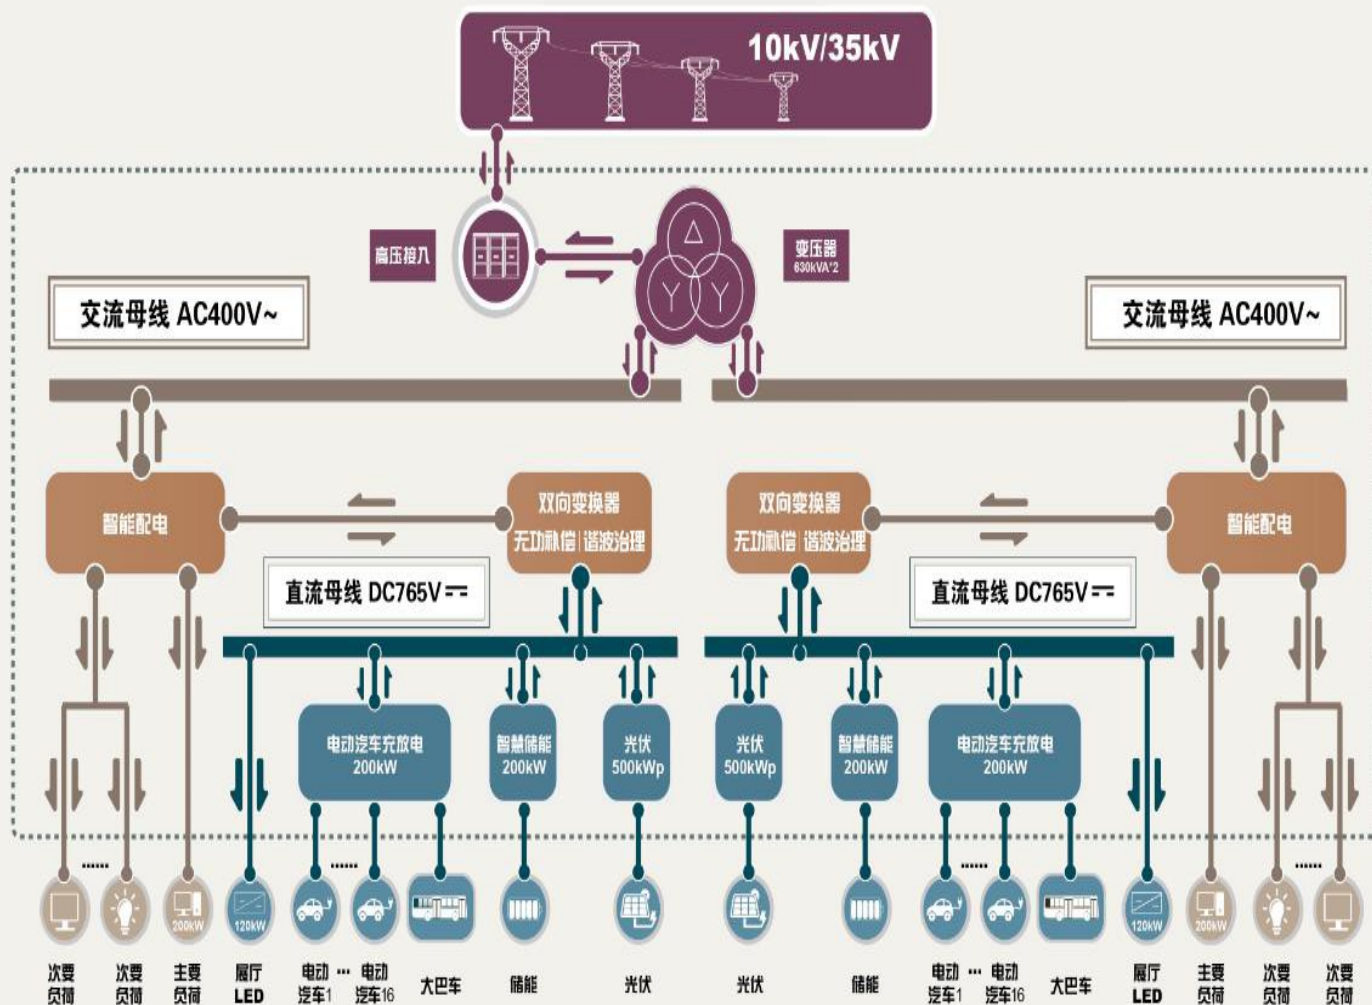 10kV/35kV
高压接入
变压器
630kVA*2
交流母线 AC400V~
交流母线 AC400V~
智能配电
双向变换器
无功补偿|谐波治理
双向变换器
无功补偿|谐波治理
智能配电
直流母线 DC765V
直流母线 DC765V
电动汽车充放电
200kW
智慧储能
200kW
光伏
500kWp
光伏
500kWp
智慧储能
200kW
电动汽车充放电
200kW
......
......
......
......
200kW
120kW
120kW
200kW
次要
负荷
次要
负荷
主要
负荷
展厅
LED
电动
汽车1
...
电动
汽车16
大巴车
储能
光伏
光伏
储能
电动
汽车1
...
电动
汽车16
大巴车
展厅
LED
主要
负荷
次要
负荷
次要
负荷